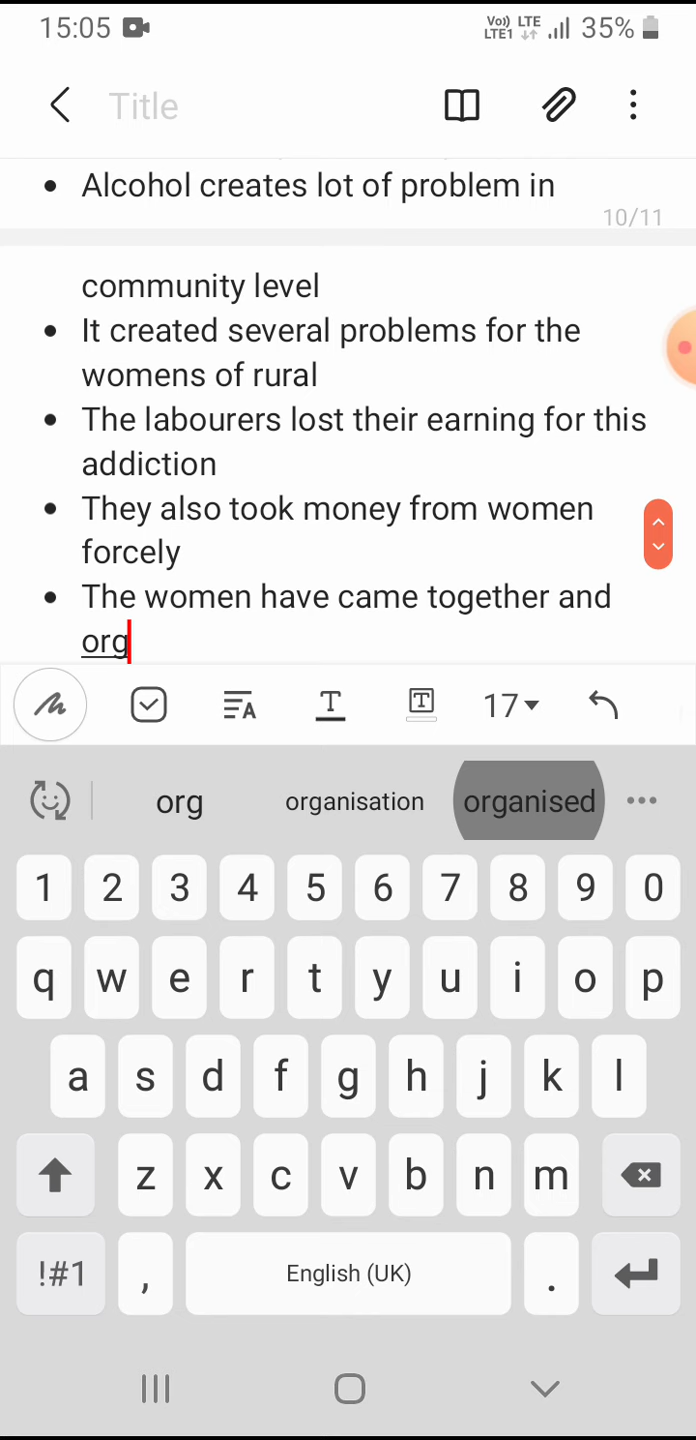 15:05 Vo) LTE LTE1 35%
Title
Alcohol creates lot of problem in
10/11
community level
It created several problems for the
womens of rural
The labourers lost their earning for this
addiction
They also took money from women
forcely
The women have came together and
org
A T T 17
org organisation organised
1 2 3 4 5 6 7 8 9 0
q w e r t y u i o p
a s d f g h j k l
z x c v b n m
!#1 , English (UK) .